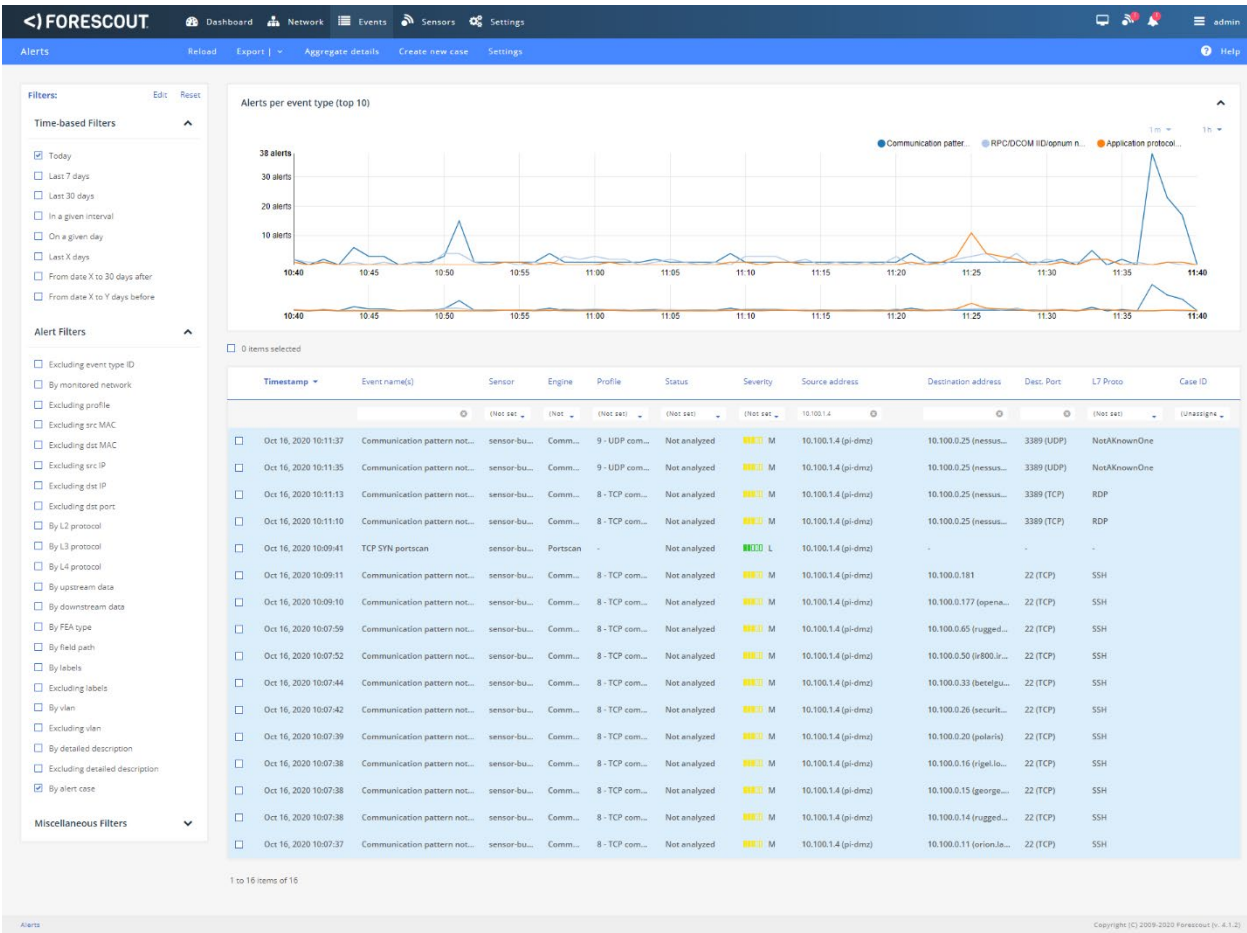 <) FORESCOUT. Dashboard Network Events Sensors Settings admin
Alerts Reload Export | Aggregate details Create new case Settings Help
Filters: Edit Reset
Time-based Filters
Today
Last 7 days
Last 30 days
In a given interval
On a given day
Last X days
From date X to 30 days after
From date X to Y days before
Alert Filters
Excluding event type ID
By monitored network
Excluding profile
Excluding src MAC
Excluding dst MAC
Excluding src IP
Excluding dst IP
Excluding dst port
By L2 protocol
By L3 protocol
By L4 protocol
By upstream data
By downstream data
By FEA type
By field path
By labels
Excluding labels
By vlan
Excluding vlan
By detailed description
Excluding detailed description
By alert case
Miscellaneous Filters
Alerts per event type (top 10)
1m 1h
Communication patter... RPC/DCOM IID/opnum n... Application protocol...
38 alerts
30 alerts
20 alerts
10 alerts
10:40 10:45 10:50 10:55 11:00 11:05 11:10 11:15 11:20 11:25 11:30 11:35 11:40
10:40 10:45 10:50 10:55 11:00 11:05 11:10 11:15 11:20 11:25 11:30 11:35 11:40
0 items selected
Timestamp Event name(s) Sensor Engine Profile Status Severity Source address Destination address Dest. Port L7 Proto Case ID
(Not set (Not (Not set) (Not set) (Not set 10.100.1.4 (Not set) (Unassigne
Oct 16, 2020 10:11:37 Communication pattern not... sensor-bu... Comm... 9 - UDP com... Not analyzed M 10.100.1.4 (pi-dmz) 10.100.0.25 (nessus... 3389 (UDP) NotAKnownOne
Oct 16, 2020 10:11:35 Communication pattern not... sensor-bu... Comm... 9 - UDP com... Not analyzed M 10.100.1.4 (pi-dmz) 10.100.0.25 (nessus... 3389 (UDP) NotAKnownOne
Oct 16, 2020 10:11:13 Communication pattern not... sensor-bu... Comm... 8 - TCP com... Not analyzed M 10.100.1.4 (pi-dmz) 10.100.0.25 (nessus... 3389 (TCP) RDP
Oct 16, 2020 10:11:10 Communication pattern not... sensor-bu... Comm... 8 - TCP com... Not analyzed M 10.100.1.4 (pi-dmz) 10.100.0.25 (nessus... 3389 (TCP) RDP
Oct 16, 2020 10:09:41 TCP SYN portscan sensor-bu... Portscan - Not analyzed L 10.100.1.4 (pi-dmz) - - -
Oct 16, 2020 10:09:11 Communication pattern not... sensor-bu... Comm... 8 - TCP com... Not analyzed M 10.100.1.4 (pi-dmz) 10.100.0.181 22 (TCP) SSH
Oct 16, 2020 10:09:10 Communication pattern not... sensor-bu... Comm... 8 - TCP com... Not analyzed M 10.100.1.4 (pi-dmz) 10.100.0.177 (opena... 22 (TCP) SSH
Oct 16, 2020 10:07:59 Communication pattern not... sensor-bu... Comm... 8 - TCP com... Not analyzed M 10.100.1.4 (pi-dmz) 10.100.0.65 (rugged... 22 (TCP) SSH
Oct 16, 2020 10:07:52 Communication pattern not... sensor-bu... Comm... 8 - TCP com... Not analyzed M 10.100.1.4 (pi-dmz) 10.100.0.50 (ir800.ir... 22 (TCP) SSH
Oct 16, 2020 10:07:44 Communication pattern not... sensor-bu... Comm... 8 - TCP com... Not analyzed M 10.100.1.4 (pi-dmz) 10.100.0.33 (betelgu... 22 (TCP) SSH
Oct 16, 2020 10:07:42 Communication pattern not... sensor-bu... Comm... 8 - TCP com... Not analyzed M 10.100.1.4 (pi-dmz) 10.100.0.26 (securit... 22 (TCP) SSH
Oct 16, 2020 10:07:39 Communication pattern not... sensor-bu... Comm... 8 - TCP com... Not analyzed M 10.100.1.4 (pi-dmz) 10.100.0.20 (polaris) 22 (TCP) SSH
Oct 16, 2020 10:07:38 Communication pattern not... sensor-bu... Comm... 8 - TCP com... Not analyzed M 10.100.1.4 (pi-dmz) 10.100.0.16 (rigel.lo... 22 (TCP) SSH
Oct 16, 2020 10:07:38 Communication pattern not... sensor-bu... Comm... 8 - TCP com... Not analyzed M 10.100.1.4 (pi-dmz) 10.100.0.15 (george.... 22 (TCP) SSH
Oct 16, 2020 10:07:38 Communication pattern not... sensor-bu... Comm... 8 - TCP com... Not analyzed M 10.100.1.4 (pi-dmz) 10.100.0.14 (rugged... 22 (TCP) SSH
Oct 16, 2020 10:07:37 Communication pattern not... sensor-bu... Comm... 8 - TCP com... Not analyzed M 10.100.1.4 (pi-dmz) 10.100.0.11 (orion.la... 22 (TCP) SSH
1 to 16 items of 16
Alerts Copyright (C) 2009-2020 Forescout (v. 4.1.2)